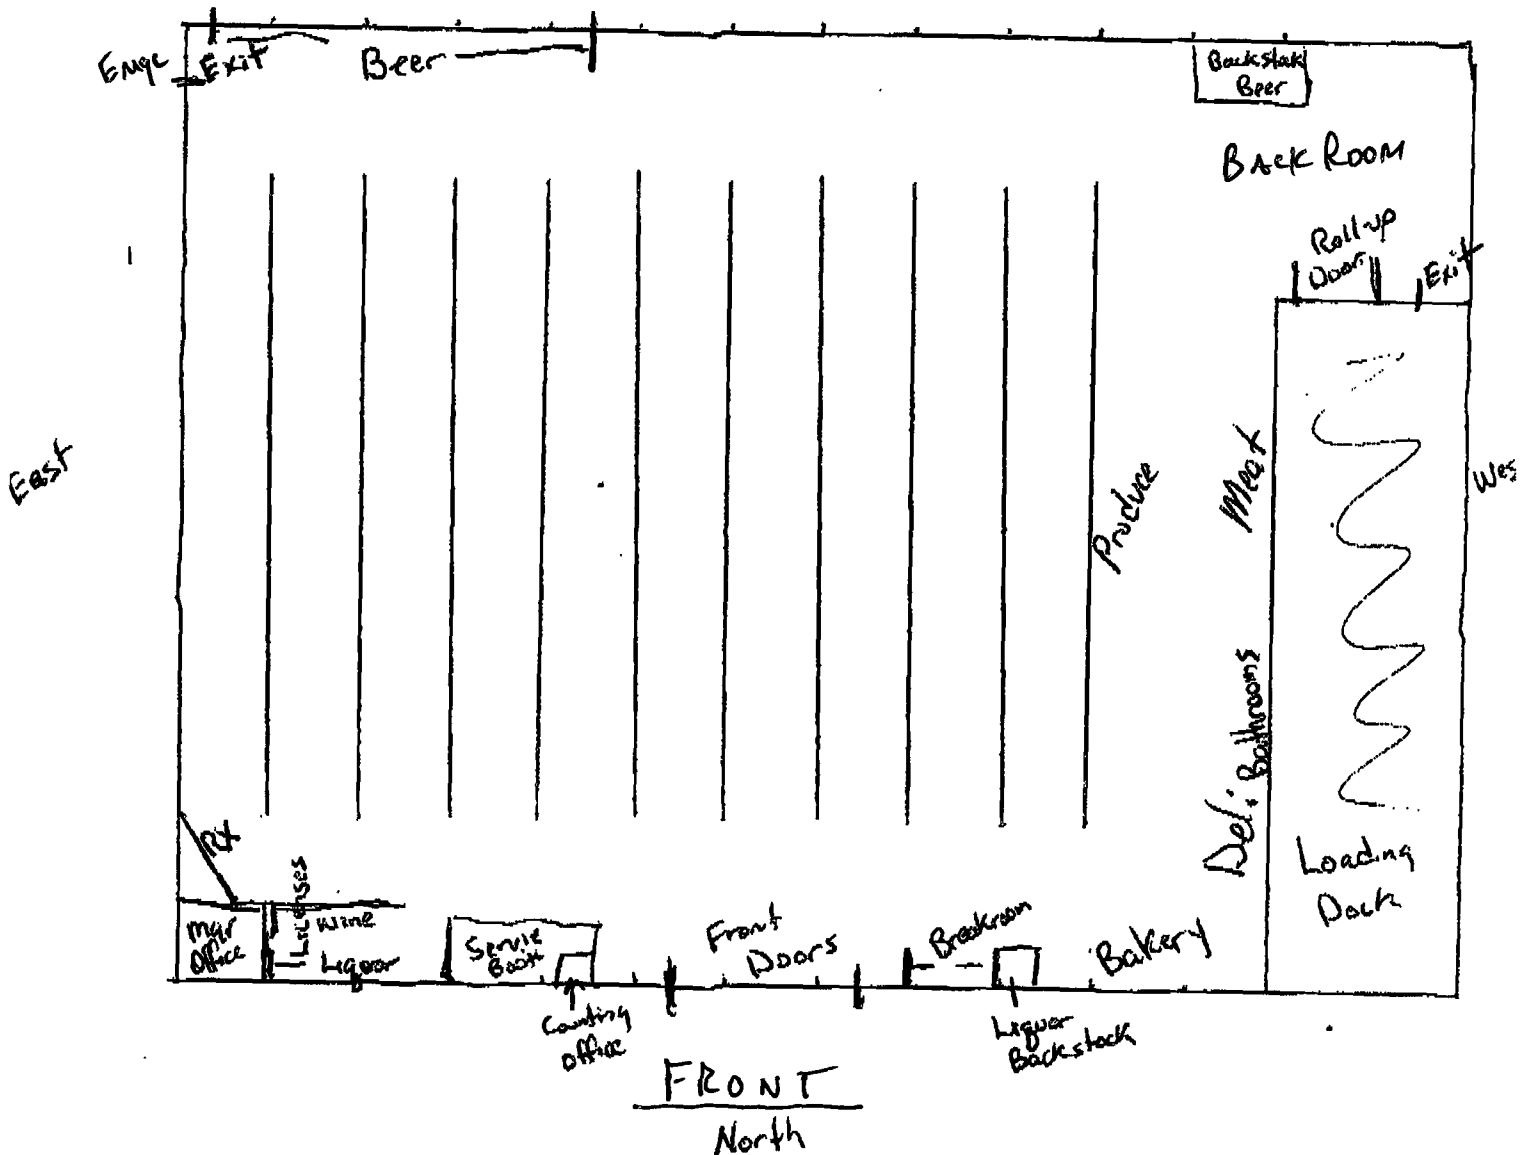 Emgc
Exit
Beer
Backstak
Beer
BACK ROOM
Roll-up
Door
Exit
East
Wes
Produce
Meat
Deli
Bathrooms
Loading
Dock
RX
Mgr
Office
Licenses
Wine
Liquor
Service
Booth
Front
Doors
Breakroom
Bakery
Counting
Office
Liquor
Backstock
FRONT
North